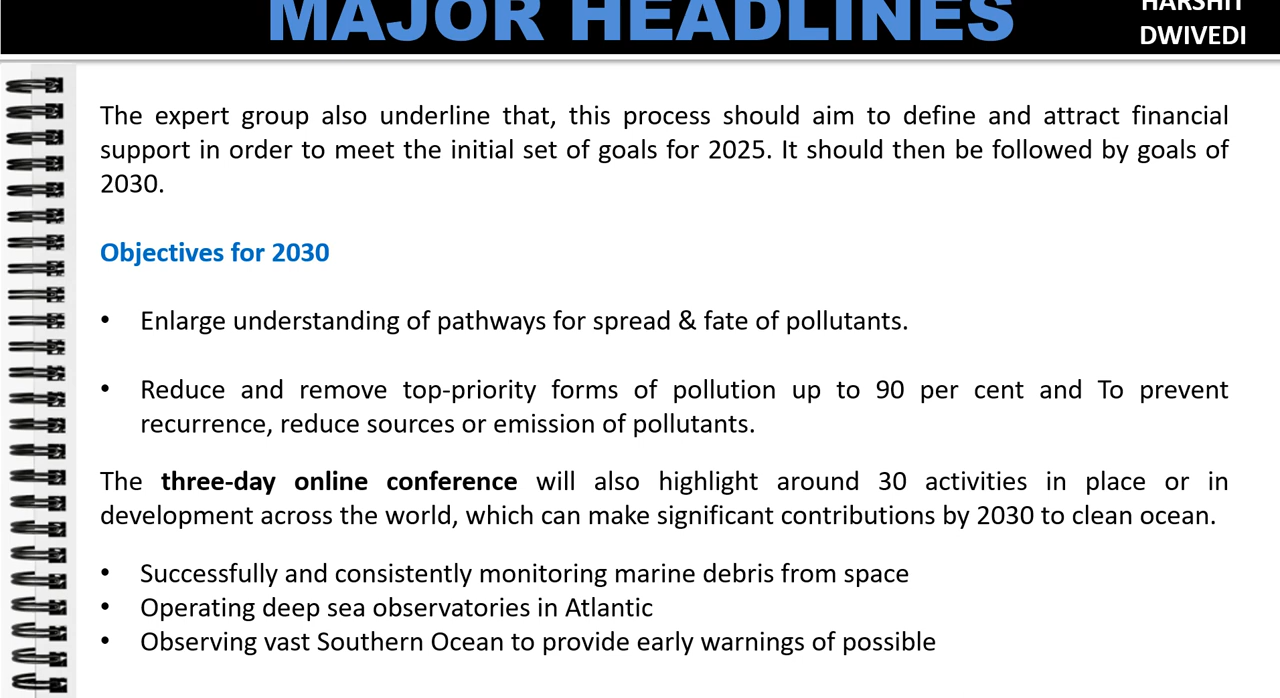 MAJOR HEADLINES
HARSHIT
DWIVEDI
The expert group also underline that, this process should aim to define and attract financial
support in order to meet the initial set of goals for 2025. It should then be followed by goals of
2030.
Objectives for 2030
• Enlarge understanding of pathways for spread & fate of pollutants.
• Reduce and remove top-priority forms of pollution up to 90 per cent and To prevent
recurrence, reduce sources or emission of pollutants.
The three-day online conference will also highlight around 30 activities in place or in
development across the world, which can make significant contributions by 2030 to clean ocean.
• Successfully and consistently monitoring marine debris from space
• Operating deep sea observatories in Atlantic
• Observing vast Southern Ocean to provide early warnings of possible